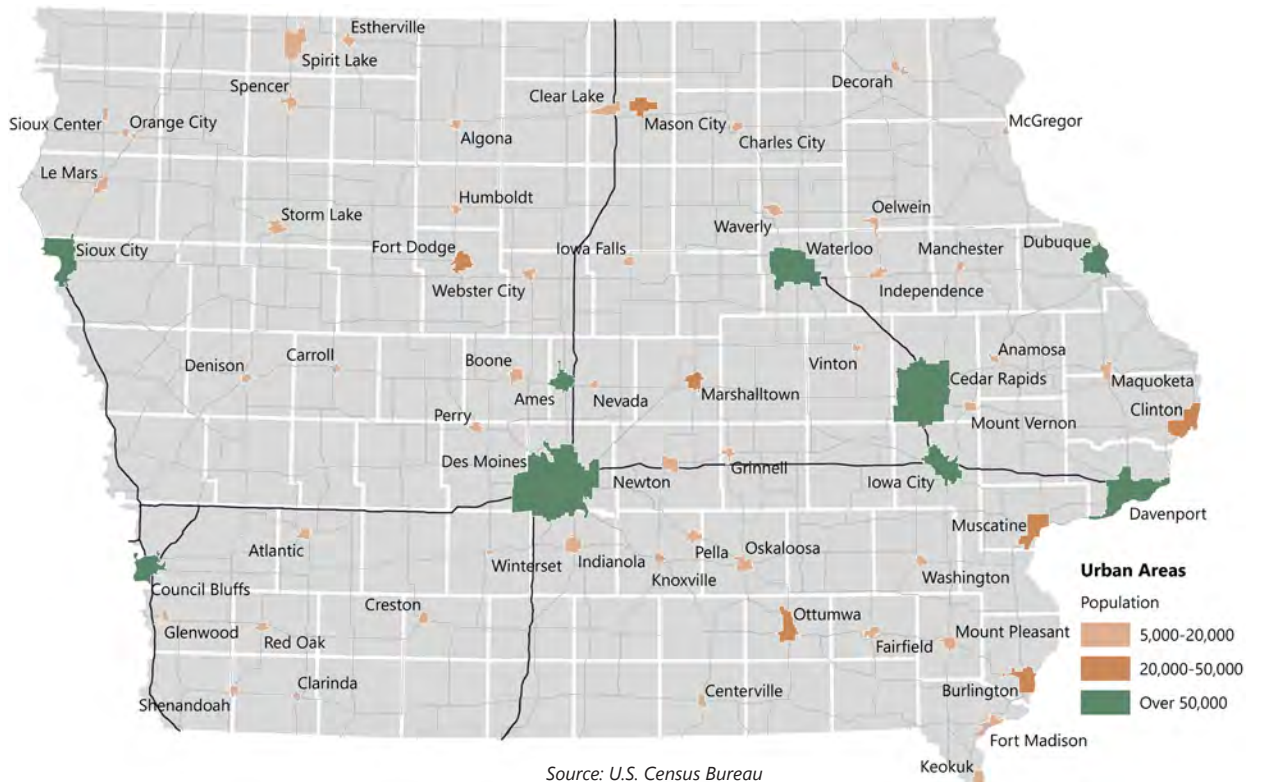 Estherville
Spirit Lake
Spencer
Decorah
Clear Lake
Sioux Center
Orange City
Mason City
McGregor
Algona
Charles City
Le Mars
Humboldt
Storm Lake
Oelwein
Waverly
Sioux City
Fort Dodge
Iowa Falls
Waterloo
Manchester
Dubuque
Webster City
Independence
Denison
Carroll
Boone
Vinton
Anamosa
Ames
Nevada
Marshalltown
Cedar Rapids
Maquoketa
Perry
Mount Vernon
Clinton
Des Moines
Newton
Grinnell
Iowa City
Davenport
Muscatine
Atlantic
Winterset
Indianola
Pella
Oskaloosa
Knoxville
Washington
Council Bluffs
Creston
Glenwood
Red Oak
Ottumwa
Fairfield
Mount Pleasant
Clarinda
Shenandoah
Centerville
Burlington
Fort Madison
Keokuk
Urban Areas
Population
5,000-20,000
20,000-50,000
Over 50,000
Source: U.S. Census Bureau